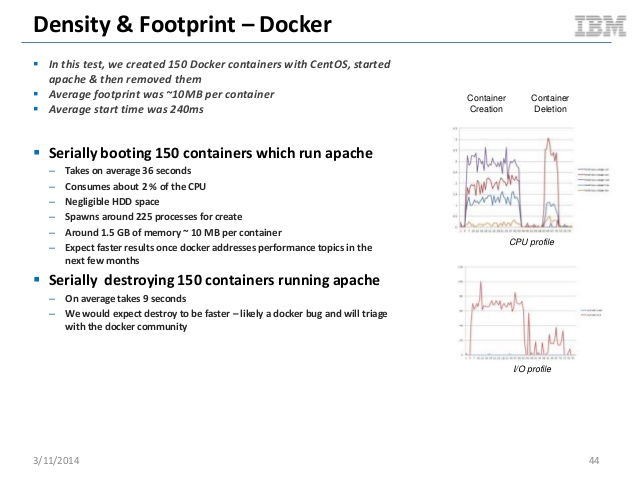 Density & Footprint – Docker
IBM
▪ In this test, we created 150 Docker containers with CentOS, started
apache & then removed them
▪ Average footprint was ~10MB per container
▪ Average start time was 240ms
▪ Serially booting 150 containers which run apache
– Takes on average 36 seconds
– Consumes about 2% of the CPU
– Negligible HDD space
– Spawns around 225 processes for create
– Around 1.5 GB of memory ~ 10 MB per container
– Expect faster results once docker addresses performance topics in the
next few months
▪ Serially  destroying 150 containers running apache
– On average takes 9 seconds
– We would expect destroy to be faster – likely a docker bug and will triage
with the docker community
Container
Creation
Container
Deletion
CPU profile
I/O profile
3/11/2014
44